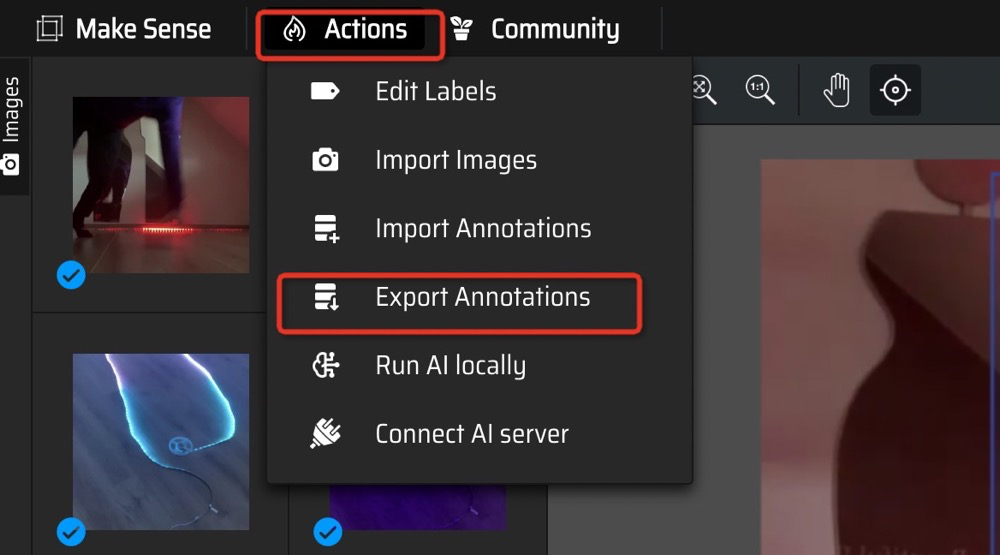 Make Sense
Actions
Community
Images
Edit Labels
1:1
Import Images
Import Annotations
Export Annotations
Run AI locally
Connect AI server